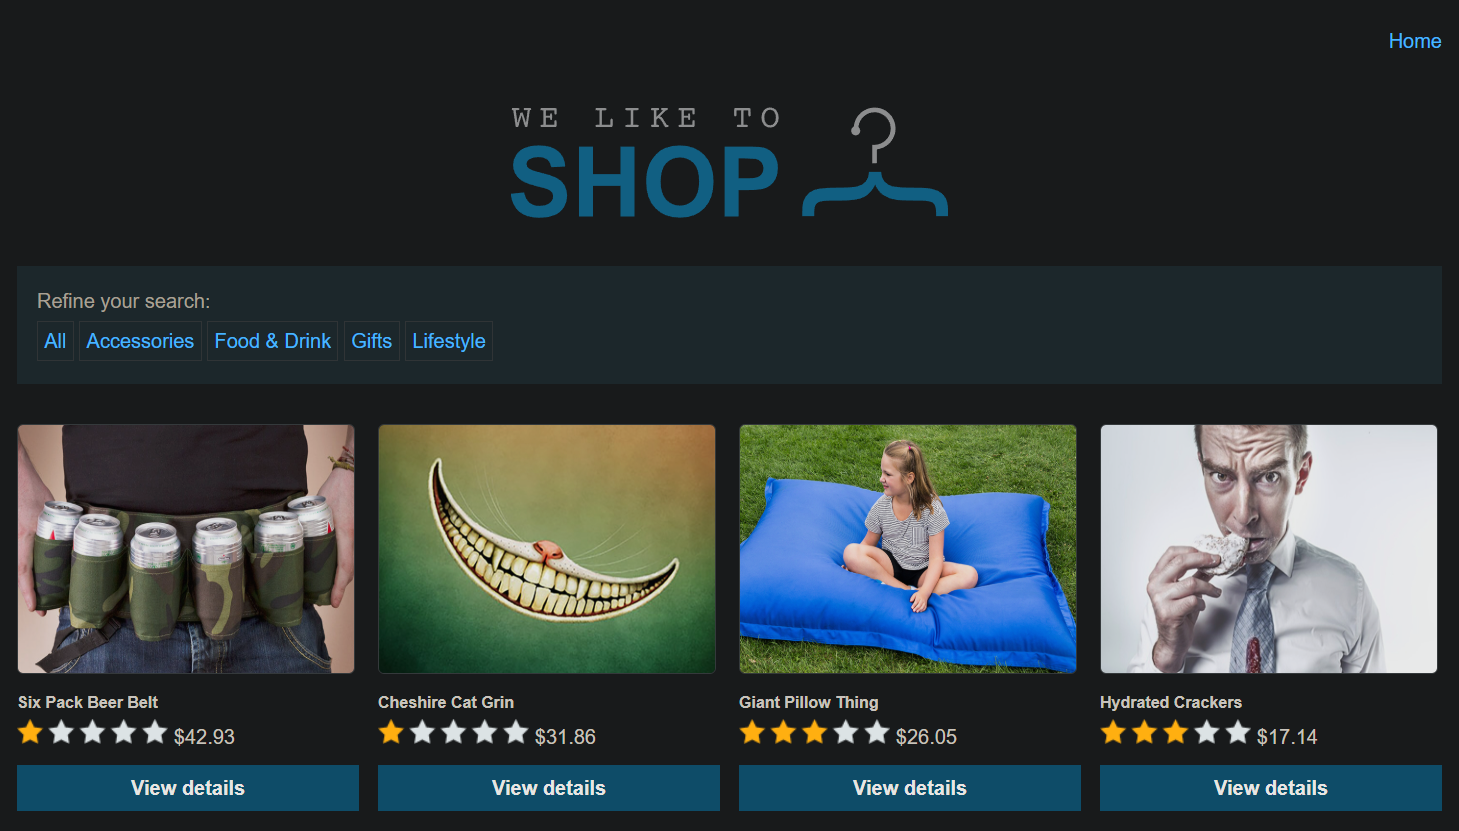 Home
WE LIKE TO
SHOP
Refine your search:
All Accessories Food & Drink Gifts Lifestyle
Six Pack Beer Belt Cheshire Cat Grin Giant Pillow Thing Hydrated Crackers
$42.93 $31.86 $26.05 $17.14
View details View details View details View details